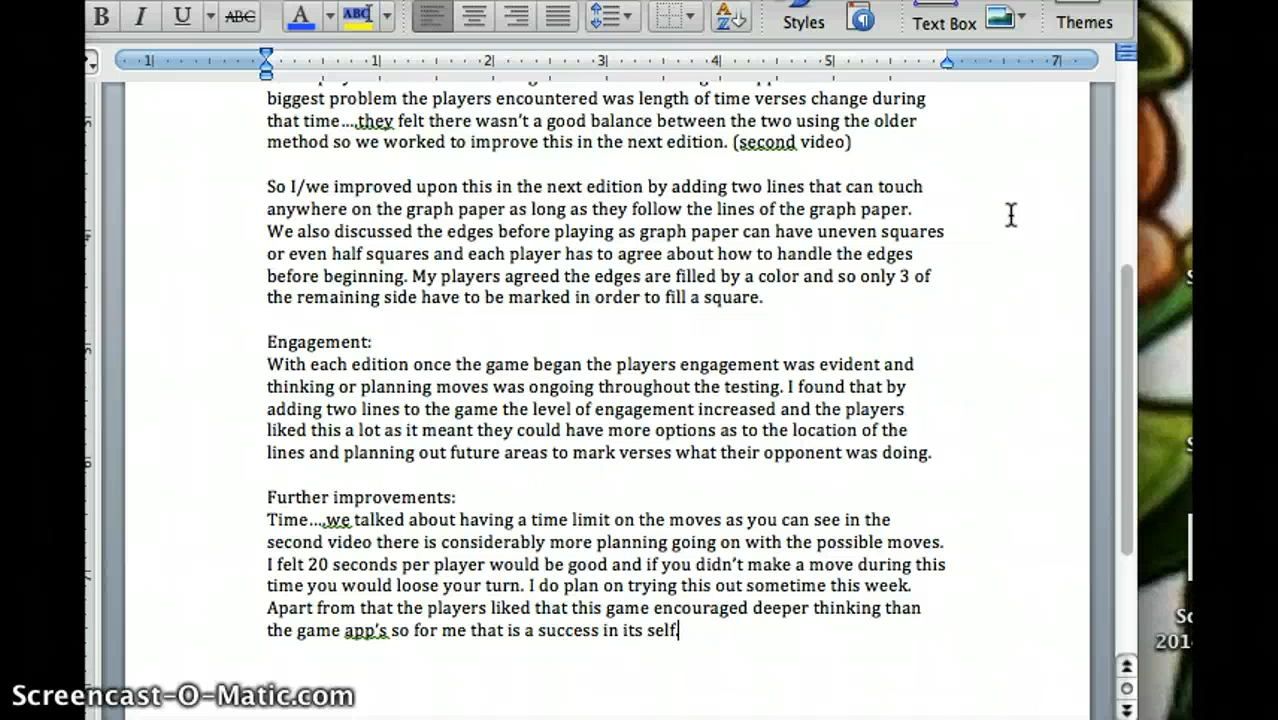 B I U ABC A ABC Styles Text Box Themes
1 1 2 3 4 5 7
biggest problem the players encountered was length of time verses change during
that time...,they felt there wasn't a good balance between the two using the older
method so we worked to improve this in the next edition. (second video)
So I/we improved upon this in the next edition by adding two lines that can touch
anywhere on the graph paper as long as they follow the lines of the graph paper.
We also discussed the edges before playing as graph paper can have uneven squares
or even half squares and each player has to agree about how to handle the edges
before beginning. My players agreed the edges are filled by a color and so only 3 of
the remaining side have to be marked in order to fill a square.
Engagement:
With each edition once the game began the players engagement was evident and
thinking or planning moves was ongoing throughout the testing. I found that by
adding two lines to the game the level of engagement increased and the players
liked this a lot as it meant they could have more options as to the location of the
lines and planning out future areas to mark verses what their opponent was doing.
Further improvements:
Time...,we talked about having a time limit on the moves as you can see in the
second video there is considerably more planning going on with the possible moves.
I felt 20 seconds per player would be good and if you didn't make a move during this
time you would loose your turn. I do plan on trying this out sometime this week.
Apart from that the players liked that this game encouraged deeper thinking than
the game app's so for me that is a success in its self
Screencast-O-Matic.com